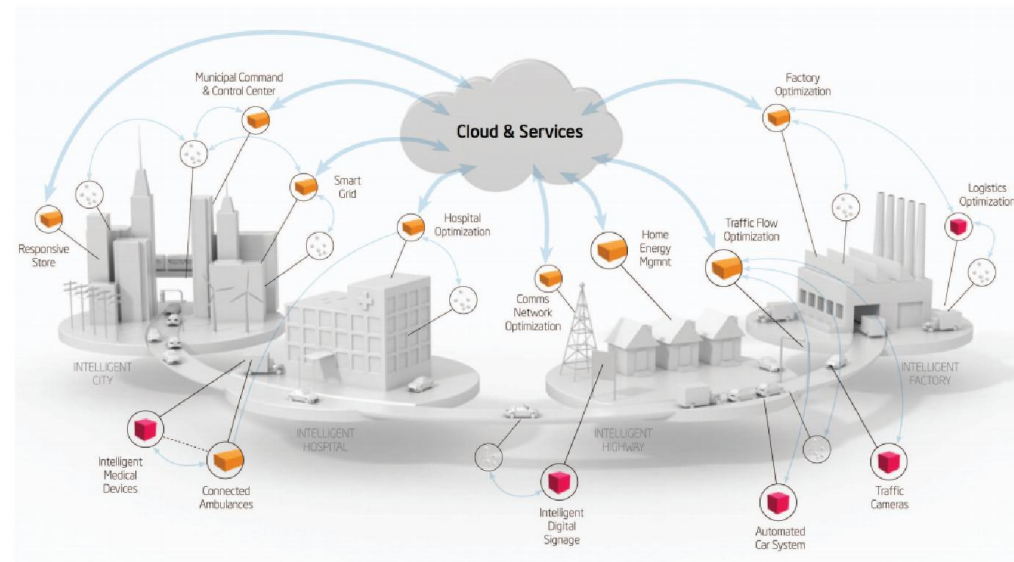 Municipal Command
& Control Center
Factory
Optimization
Cloud & Services
Smart
Grid
Logistics
Optimization
Responsive
Store
Hospital
Optimization
Home
Energy
Mgmnt
Traffic Flow
Optimization
Comms
Network
Optimization
INTELLIGENT
CITY
INTELLIGENT
FACTORY
INTELLIGENT
HOSPITAL
INTELLIGENT
HIGHWAY
Intelligent
Medical
Devices
Connected
Ambulances
Intelligent
Digital
Signage
Automated
Car System
Traffic
Cameras